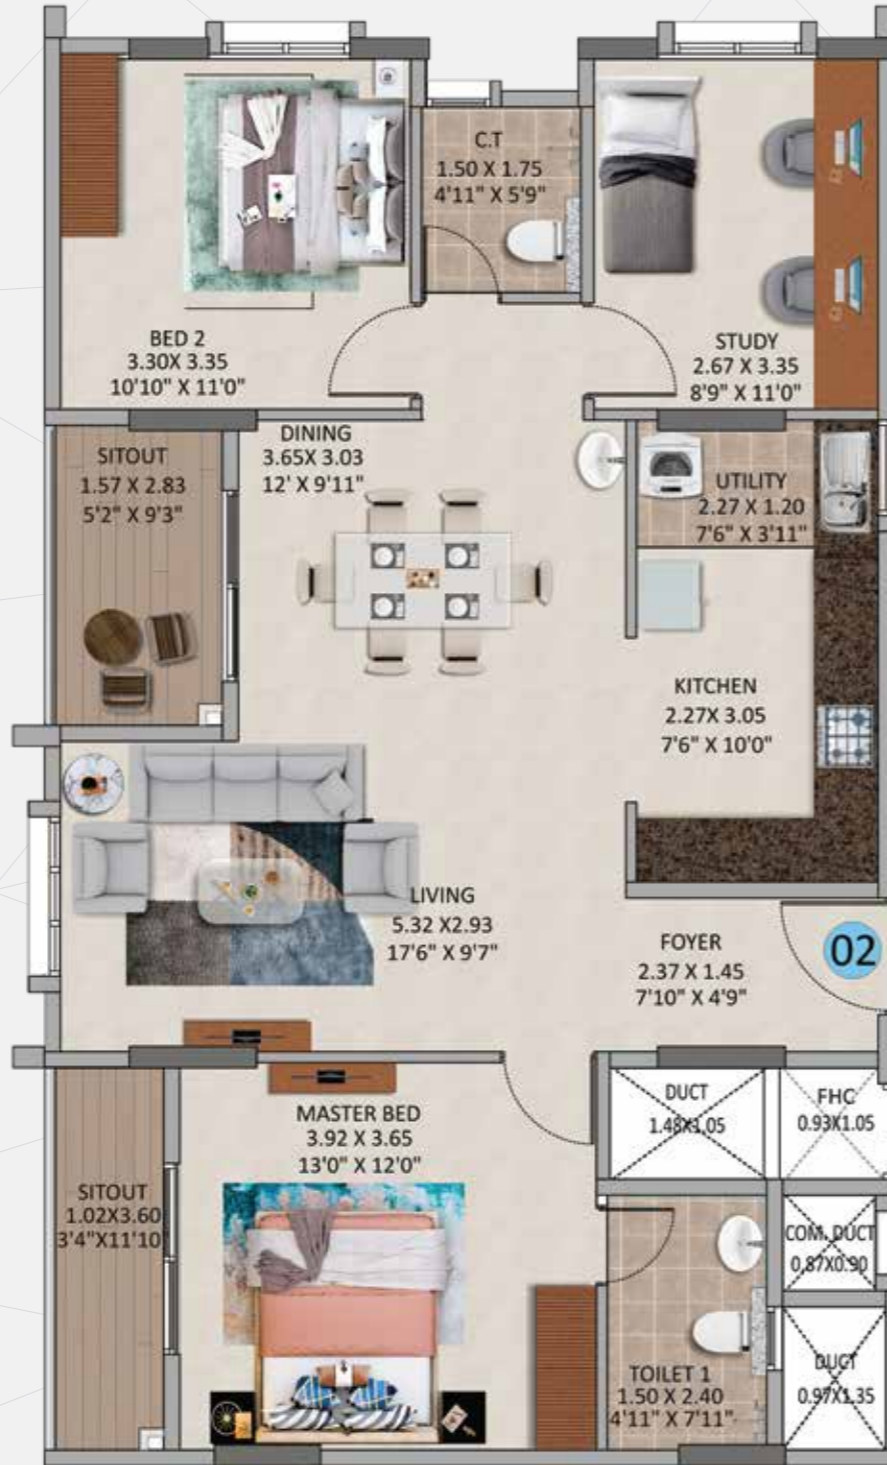 C.T
1.50 X 1.75
4'11" X 5'9"
BED 2
3.30X 3.35
10'10" X 11'0"
STUDY
2.67 X 3.35
8'9" X 11'0"
SITOUT
1.57 X 2.83
5'2" X 9'3"
DINING
3.65X 3.03
12' X 9'11"
UTILITY
2.27 X 1.20
7'6" X 3'11"
KITCHEN
2.27X 3.05
7'6" X 10'0"
LIVING
5.32 X2.93
17'6" X 9'7"
FOYER
2.37 X 1.45
7'10" X 4'9"
02
MASTER BED
3.92 X 3.65
13'0" X 12'0"
DUCT
1.48X1.05
FHC
0.93X1.05
SITOUT
1.02X3.60
3'4"X11'10"
COM. DUCT
0.87X0.90
TOILET 1
1.50 X 2.40
4'11" X 7'11"
DUCT
0.97X1.35